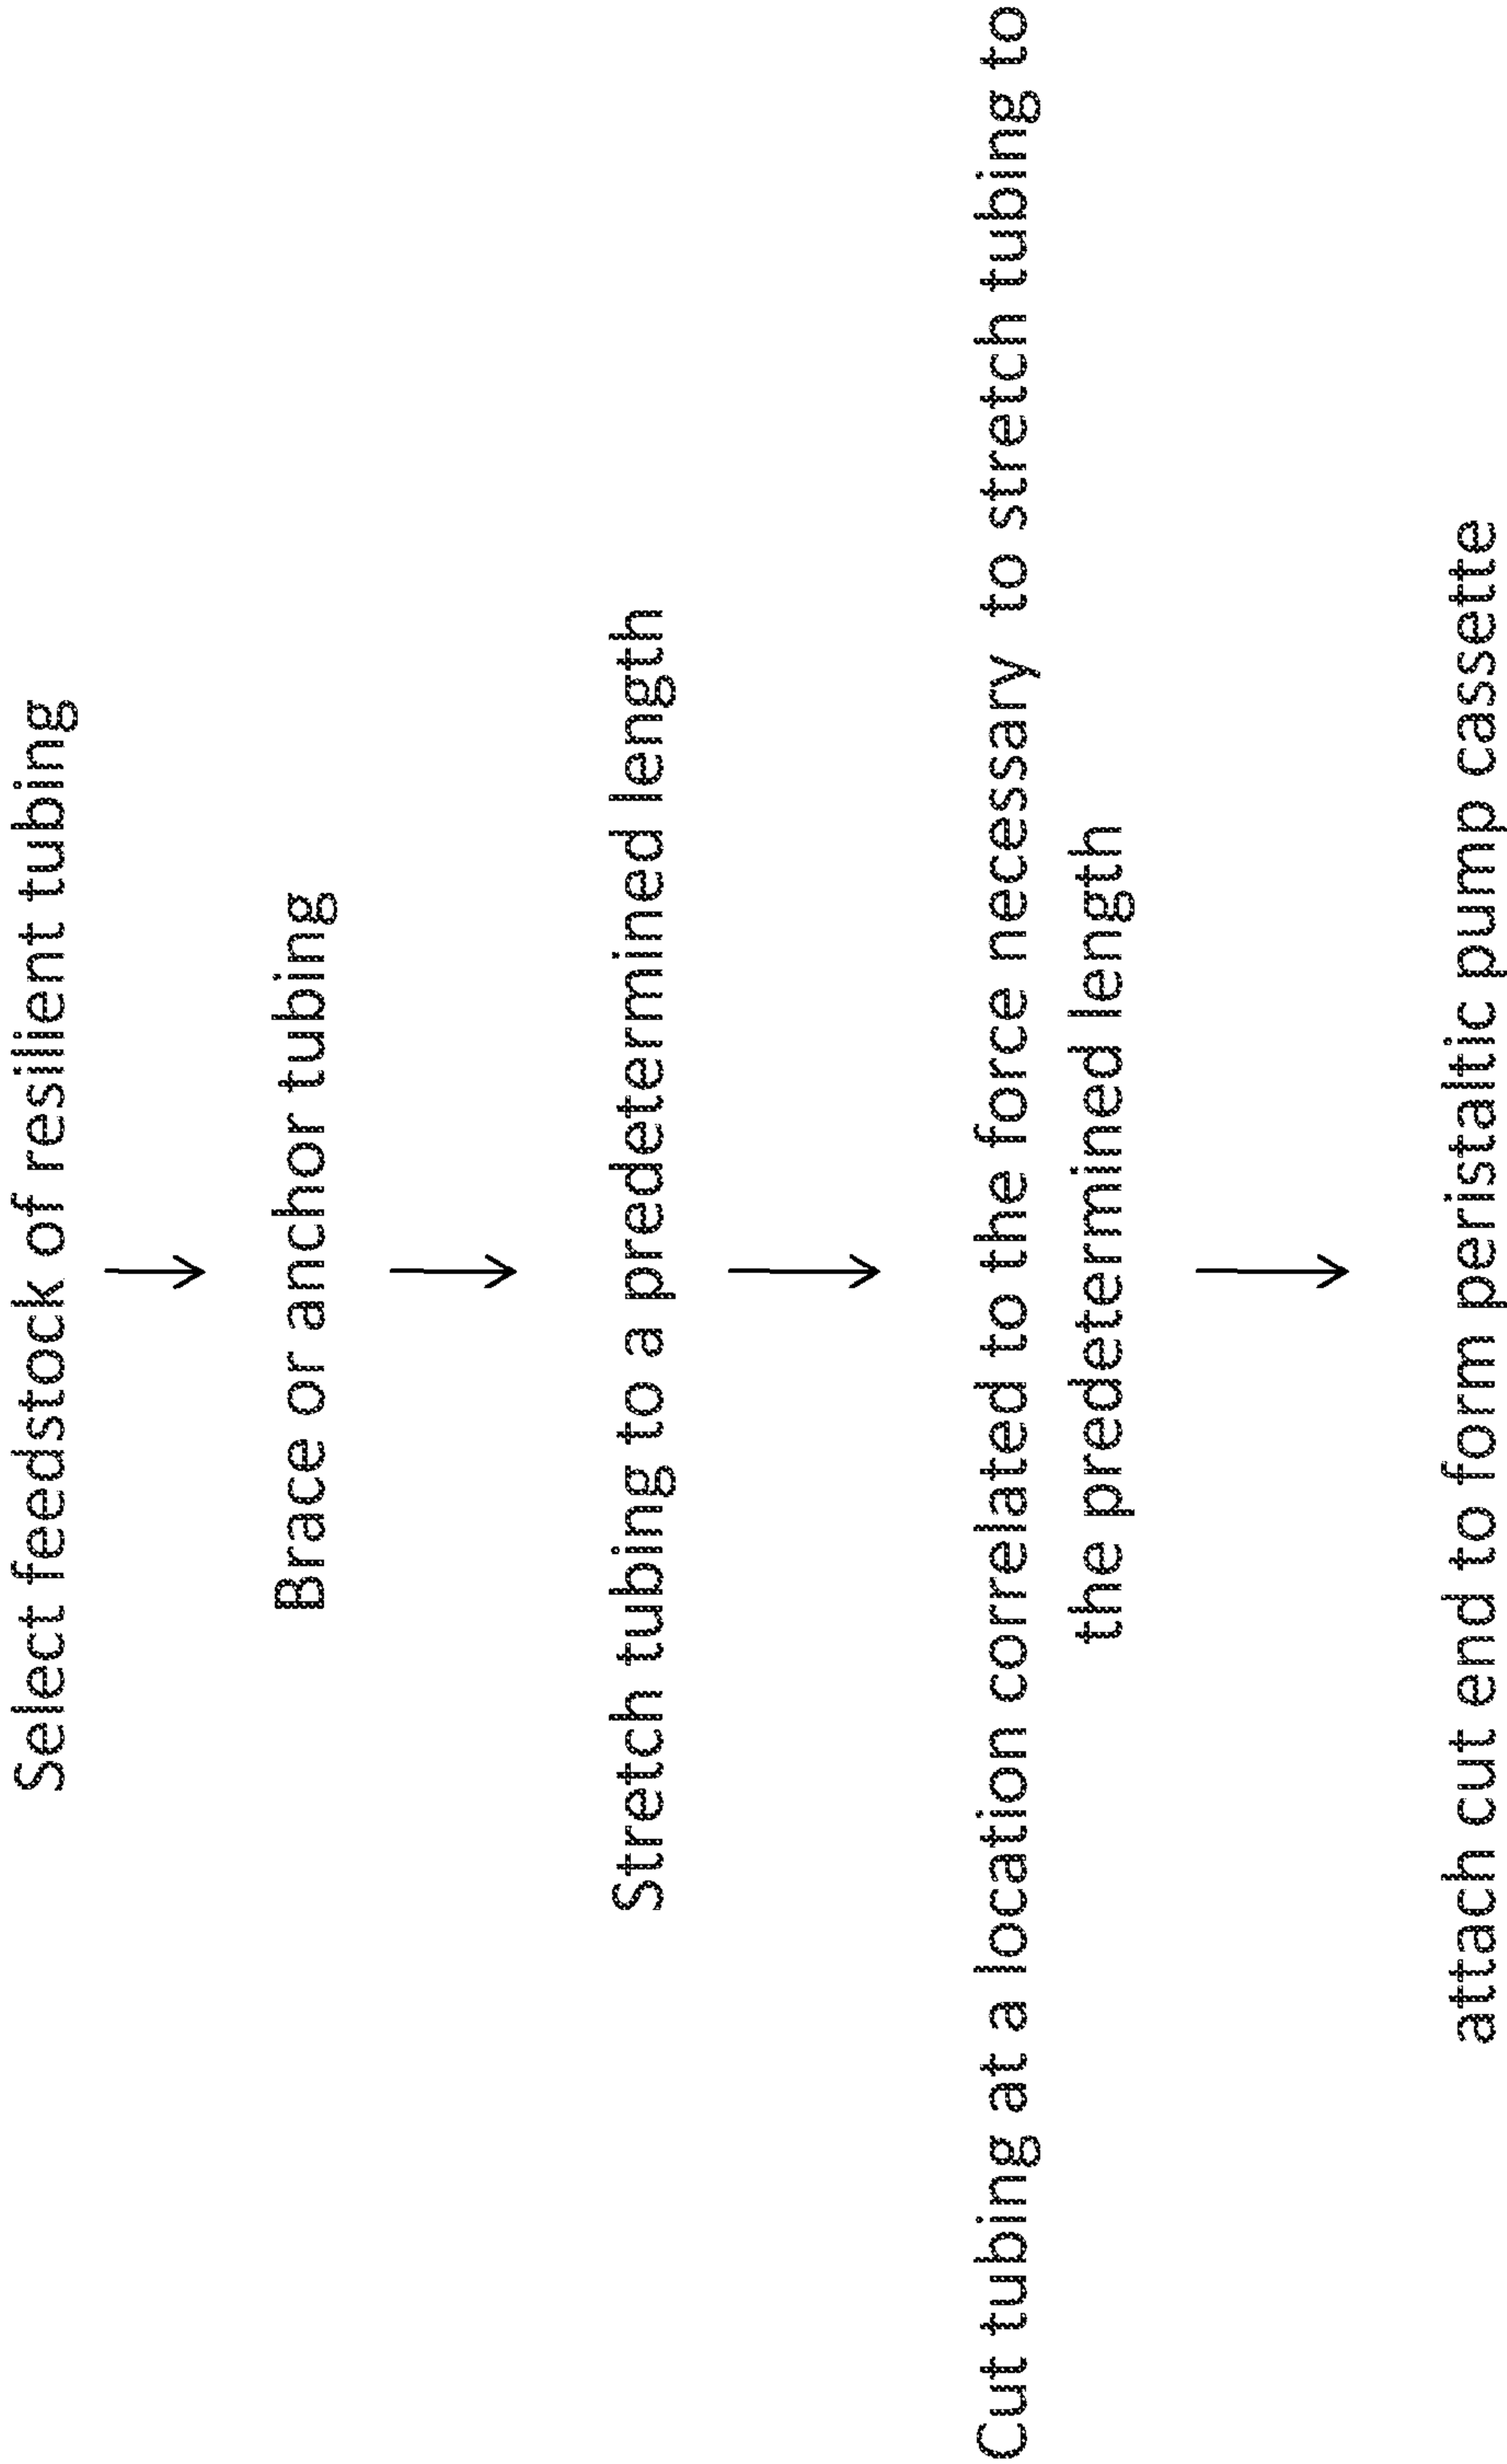 Select feedstock of resilient tubing
Brace or anchor tubing
Stretch tubing to a predetermined length
Cut tubing at a location correlated to the force necessary to stretch tubing to
the predetermined length
attach cut end to form peristaltic pump cassette